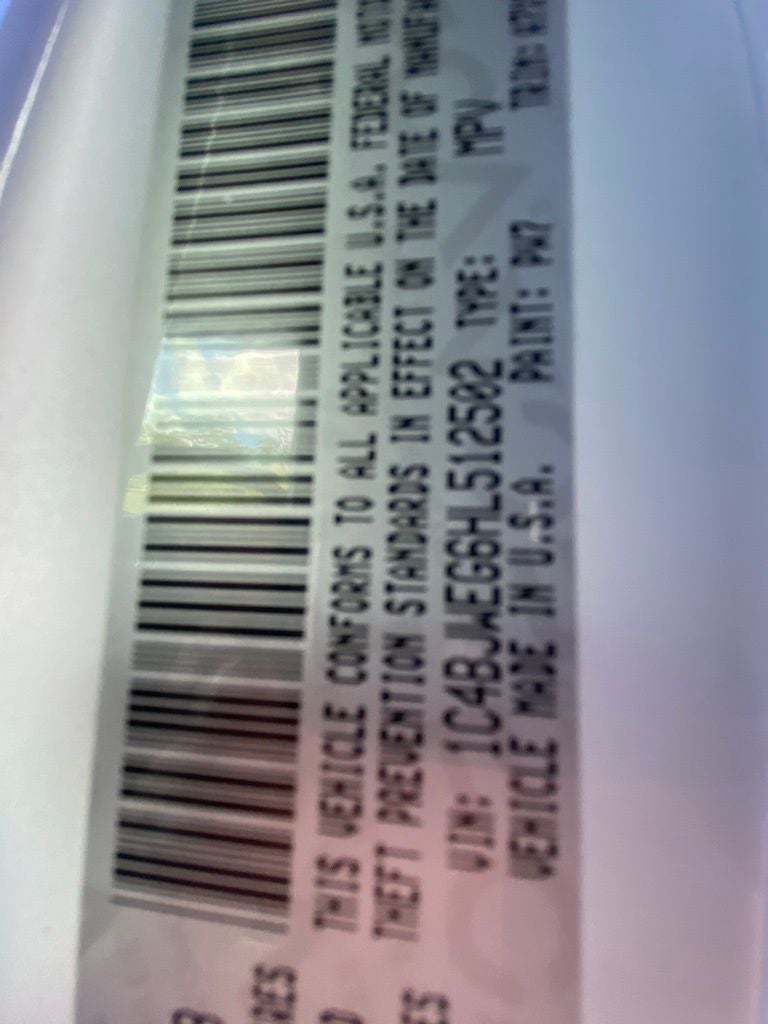 THIS VEHICLE CONFORMS TO ALL APPLICABLE U.S.A. FEDERAL
THEFT PREVENTION STANDARDS IN EFFECT ON THE DATE OF
VIN: 1C4BJWEG6HL512502 TYPE: MPV
VEHICLE MADE IN U.S.A. PAINT: PW7 TRIM: